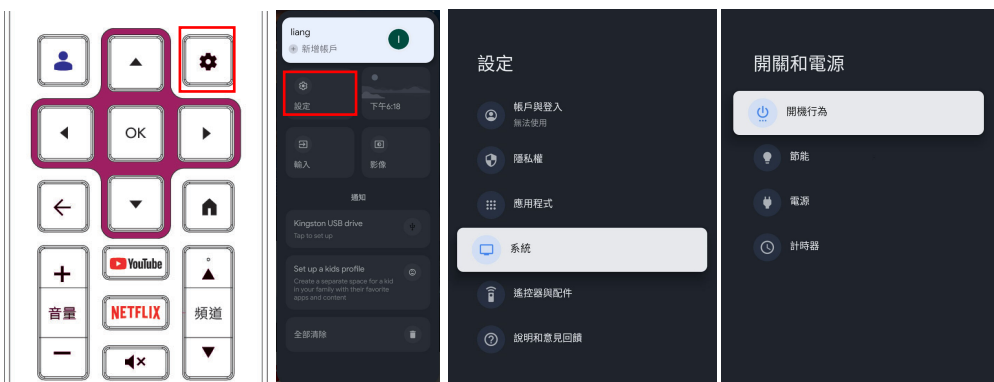 OK
YouTube
NETFLIX
音量
頻道
liang
新增帳戶
I
設定
下午6:18
輸入
影像
通知
Kingston USB drive
Tap to set up
Set up a kids profile
Create a separate space for a kid
in your family with their favorite
apps and content
全部清除
設定
帳戶與登入
無法使用
隱私權
應用程式
系統
遙控器與配件
說明和意見回饋
開關和電源
開機行為
節能
電源
計時器